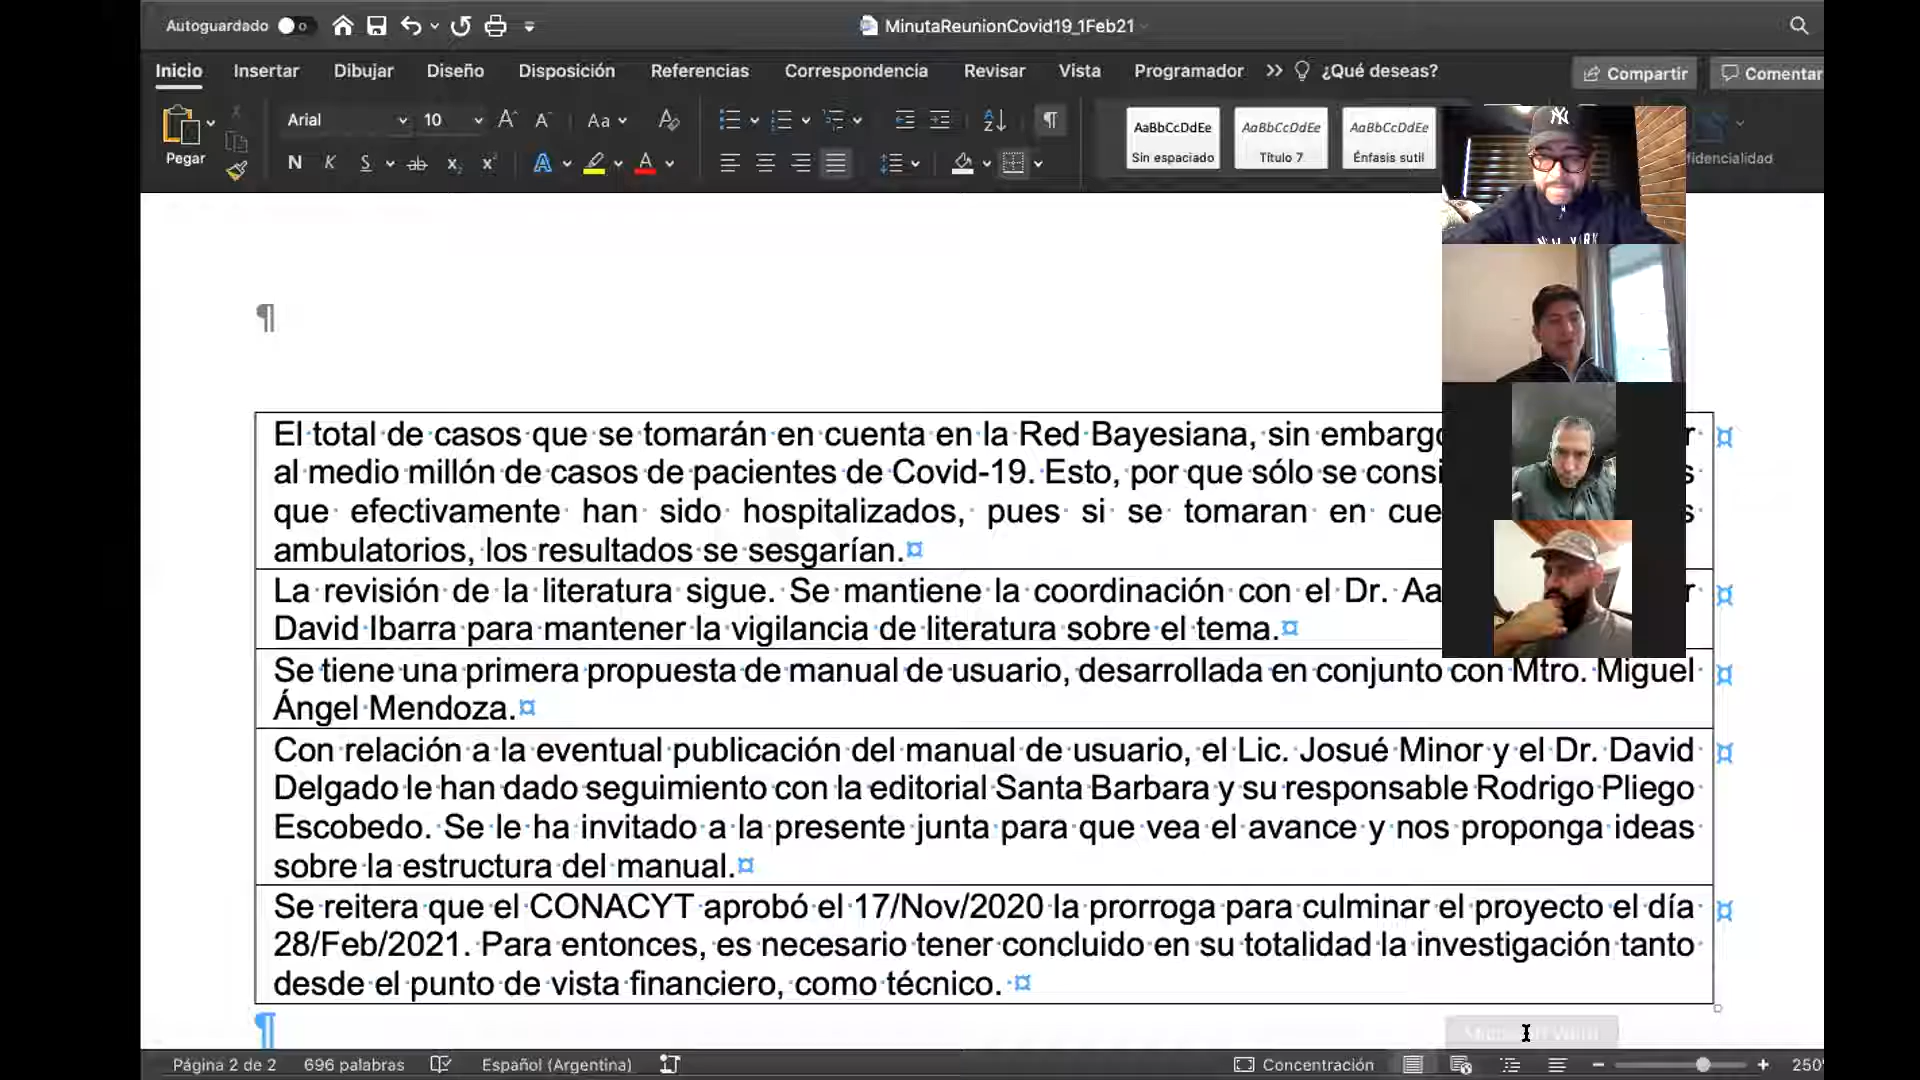 Autoguardado
MinutaReunionCovid19_1Feb21
Inicio Insertar Dibujar Diseño Disposición Referencias Correspondencia Revisar Vista Programador ¿Qué deseas? Compartir Comentar
Pegar Arial 10 Aa
N K S ab x x A A
AaBbCcDdEe AaBbCcDdEe AaBbCcDdEe
Sin espaciado Título 7 Énfasis sutil
El total de casos que se tomarán en cuenta en la Red Bayesiana, sin
al medio millón de casos de pacientes de Covid-19. Esto, por que sólo se
que efectivamente han sido hospitalizados, pues si se tomaran en
ambulatorios, los resultados se sesgarían.
La revisión de la literatura sigue. Se mantiene la coordinación con el Dr.
David Ibarra para mantener la vigilancia de literatura sobre el tema.
Se tiene una primera propuesta de manual de usuario, desarrollada en conjunto con Mtro. Miguel
Ángel Mendoza.
Con relación a la eventual publicación del manual de usuario, el Lic. Josué Minor y el Dr. David
Delgado le han dado seguimiento con la editorial Santa Barbara y su responsable Rodrigo Pliego
Escobedo. Se le ha invitado a la presente junta para que vea el avance y nos proponga ideas
sobre la estructura del manual.
Se reitera que el CONACYT aprobó el 17/Nov/2020 la prorroga para culminar el proyecto el día
28/Feb/2021. Para entonces, es necesario tener concluido en su totalidad la investigación tanto
desde el punto de vista financiero, como técnico.
Página 2 de 2 696 palabras Español (Argentina) Concentración 250